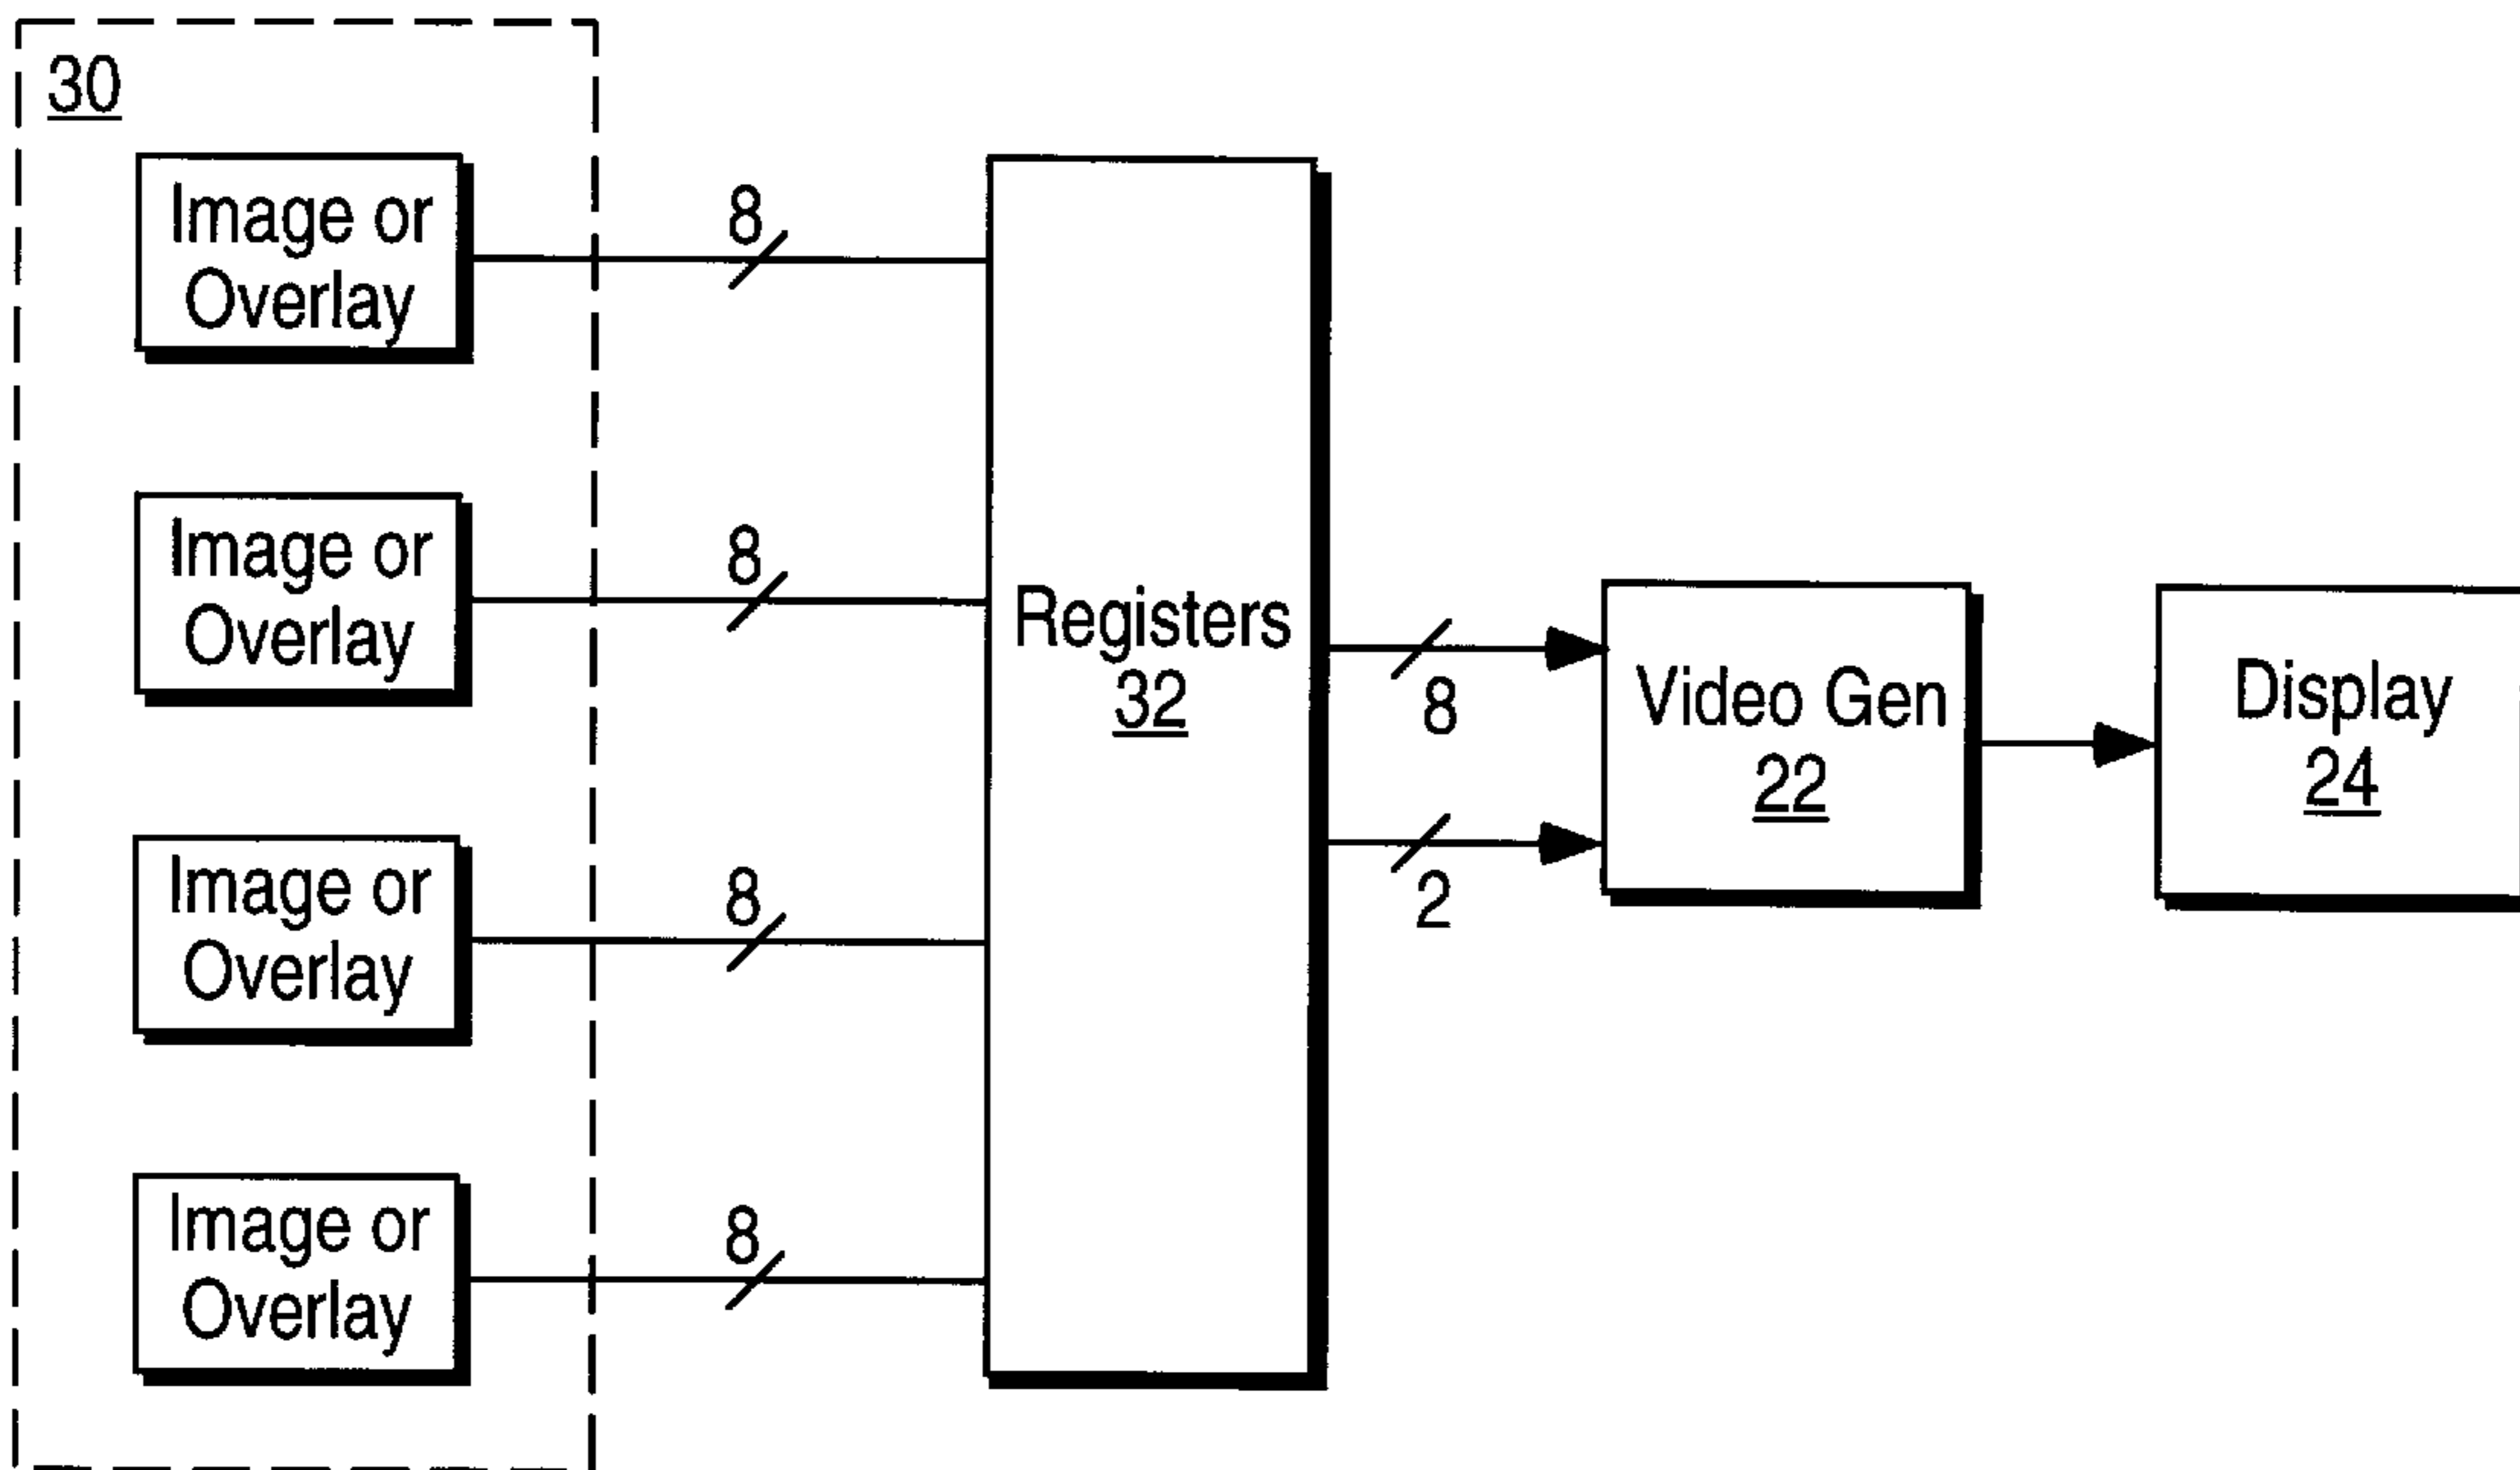 30
Image or
Overlay
8
Image or
Overlay
8
Image or
Overlay
8
Image or
Overlay
8
Registers
32
8
2
Video Gen
22
Display
24